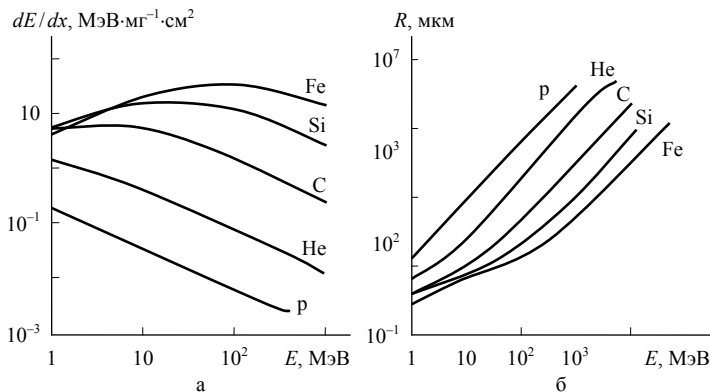 dE/dx, МэВ·мг⁻¹·см²
10
10⁻¹
10⁻³
Fe
Si
C
He
p
1 10 10² E, МэВ
а
R, мкм
10⁷
10³
10²
10⁻¹
p
He
C
Si
Fe
1 10 10² 10³ E, МэВ
б